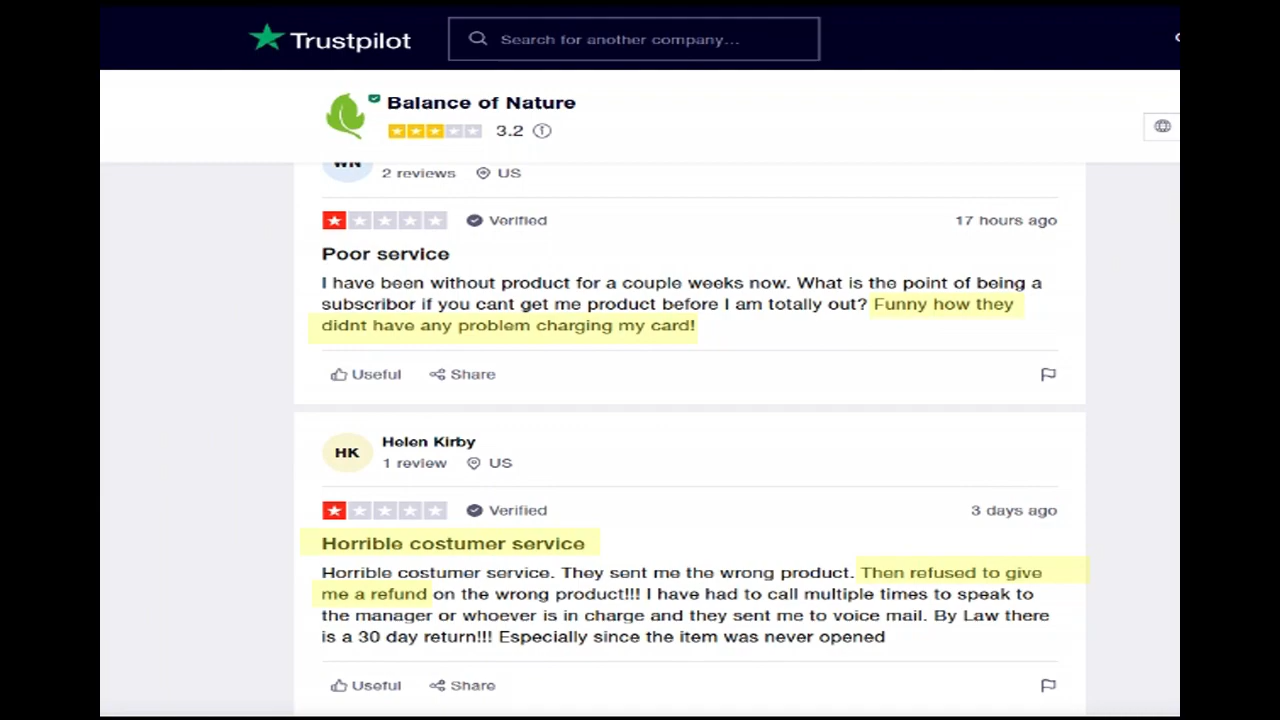 Trustpilot
Search for another company...
Balance of Nature
3.2
2 reviews US
Verified 17 hours ago
Poor service
I have been without product for a couple weeks now. What is the point of being a
subscribor if you cant get me product before I am totally out? Funny how they
didnt have any problem charging my card!
Useful Share
HK
Helen Kirby
1 review US
Verified 3 days ago
Horrible costumer service
Horrible costumer service. They sent me the wrong product. Then refused to give
me a refund on the wrong product!!! I have had to call multiple times to speak to
the manager or whoever is in charge and they sent me to voice mail. By Law there
is a 30 day return!!! Especially since the item was never opened
Useful Share